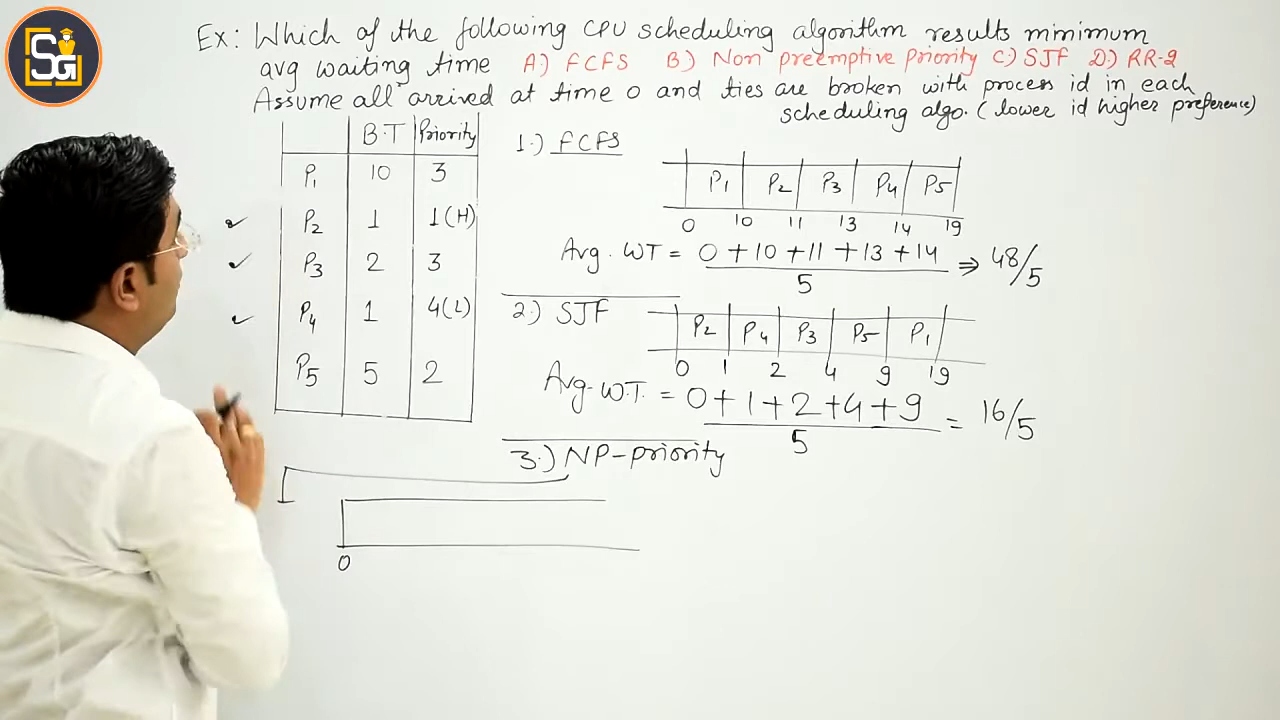 SG
Ex: Which of the following CPU scheduling algorithm results minimum
avg waiting time A) FCFS B) Non preemptive Priority C) SJF D) RR-2
Assume all arrived at time 0 and ties are broken with process id in each
scheduling algo. (lower id higher preference)
B.T Priority
P1 10 3
P2 1 1(H)
P3 2 3
P4 1 4(L)
P5 5 2
1.) FCFS
P1 P2 P3 P4 P5
0 10 11 13 14 19
Avg. WT = 0 + 10 + 11 + 13 + 14 ⇒ 48/5
5
2.) SJF
P2 P4 P3 P5 P1
0 1 2 4 9 19
Avg. W.T. = 0 + 1 + 2 + 4 + 9 = 16/5
5
3.) NP-priority
0